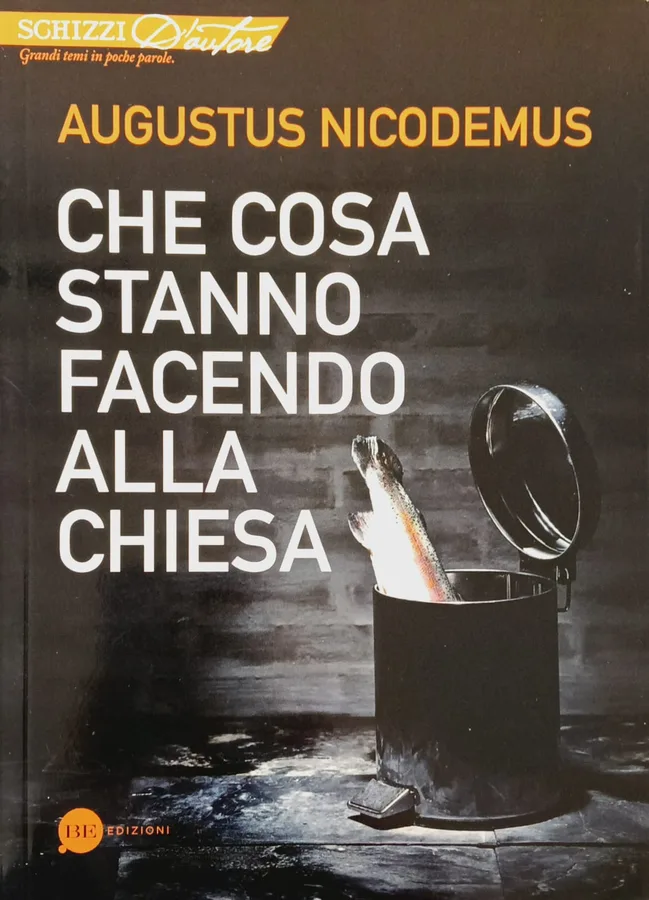 SCHIZZI D'autore
Grandi temi in poche parole.
AUGUSTUS NICODEMUS
CHE COSA
STANNO
FACENDO
ALLA
CHIESA
BE EDIZIONI